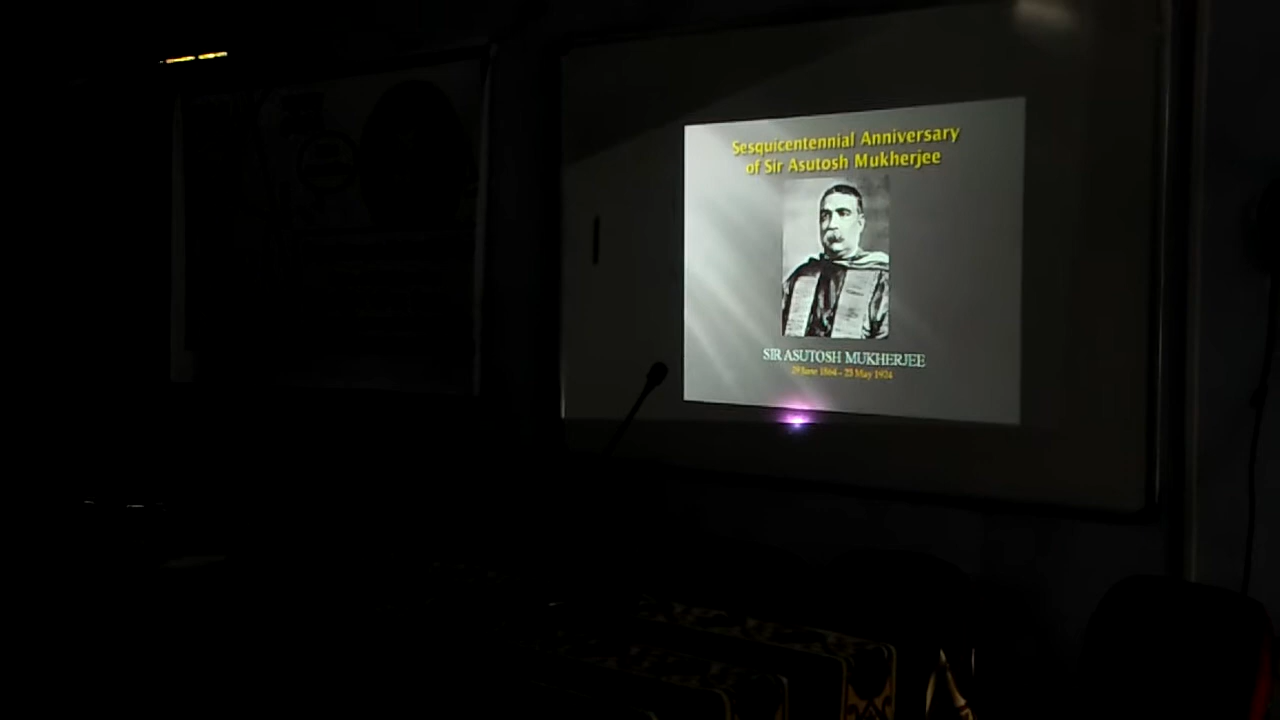 Sesquicentennial Anniversary
of Sir Asutosh Mukherjee
SIR ASUTOSH MUKHERJEE
29 June 1864 - 25 May 1924